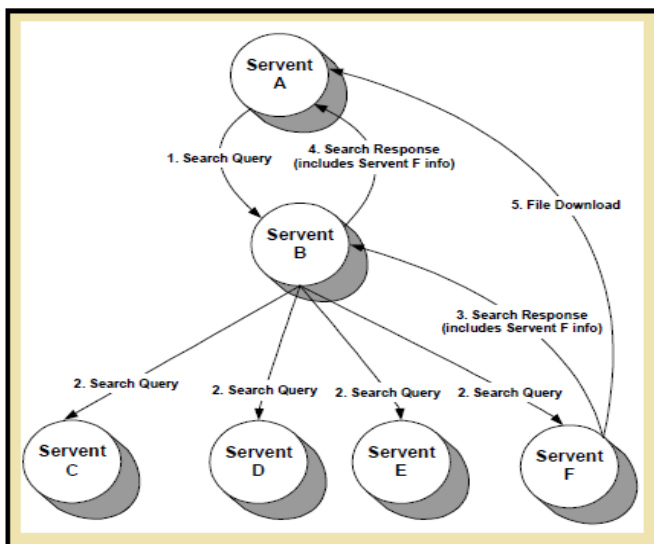 Servent
A
1. Search Query
4. Search Response
(includes Servent F info)
5. File Download
Servent
B
3. Search Response
(includes Servent F info)
2. Search Query
2. Search Query
2. Search Query
2. Search Query
Servent
C
Servent
D
Servent
E
Servent
F